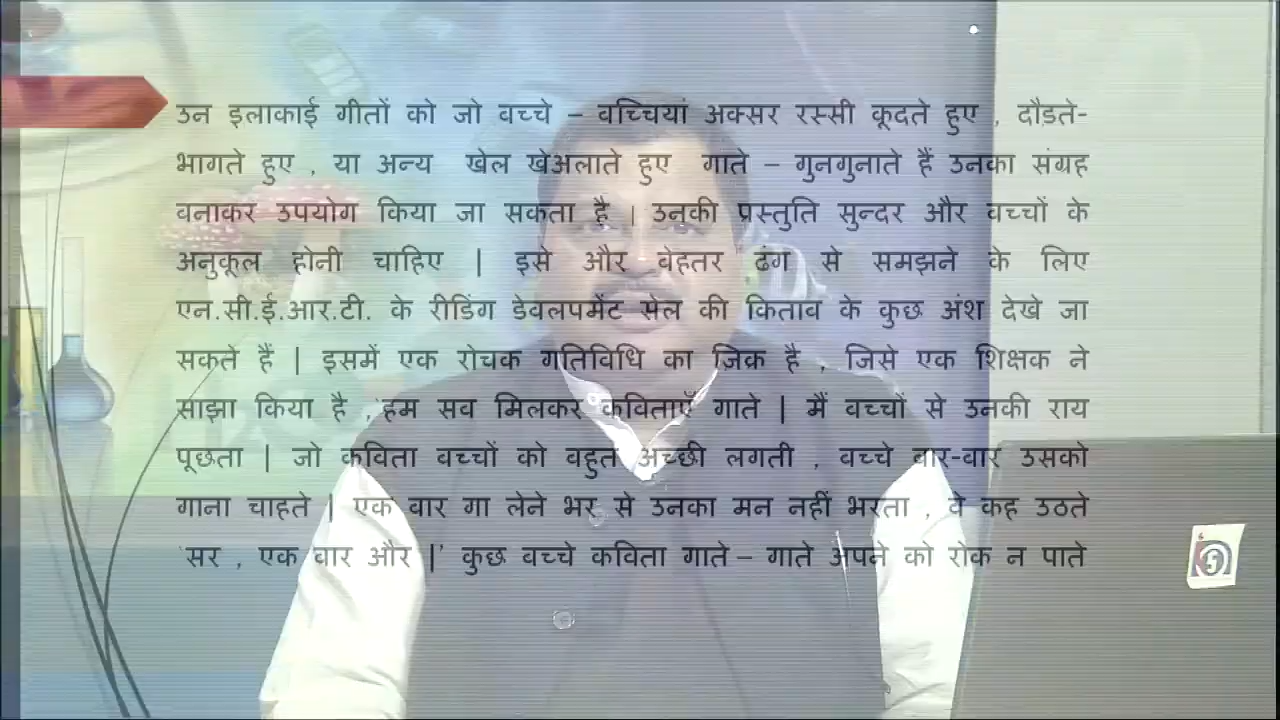 उन इलाकाई गीतों को जो बच्चे – बच्चियां अक्सर रस्सी कूदते हुए , दौड़ते-
भागते हुए , या अन्य खेल खेअलाते हुए गाते – गुनगुनाते हैं उनका संग्रह
बनाकर उपयोग किया जा सकता है | उनकी प्रस्तुति सुन्दर और बच्चों के
अनुकूल होनी चाहिए | इसे और बेहतर ढंग से समझने के लिए
एन.सी.ई.आर.टी. के रीडिंग डेवलपमेंट सेल की किताब के कुछ अंश देखे जा
सकते हैं | इसमें एक रोचक गतिविधि का जिक्र है , जिसे एक शिक्षक ने
साझा किया है ,'हम सब मिलकर कविताएँ गाते | मैं बच्चों से उनकी राय
पूछता | जो कविता बच्चों को बहुत अच्छी लगती , बच्चे बार-बार उसको
गाना चाहते | एक बार गा लेने भर से उनका मन नहीं भरता , वे कह उठते
'सर , एक बार और |' कुछ बच्चे कविता गाते – गाते अपने को रोक न पाते